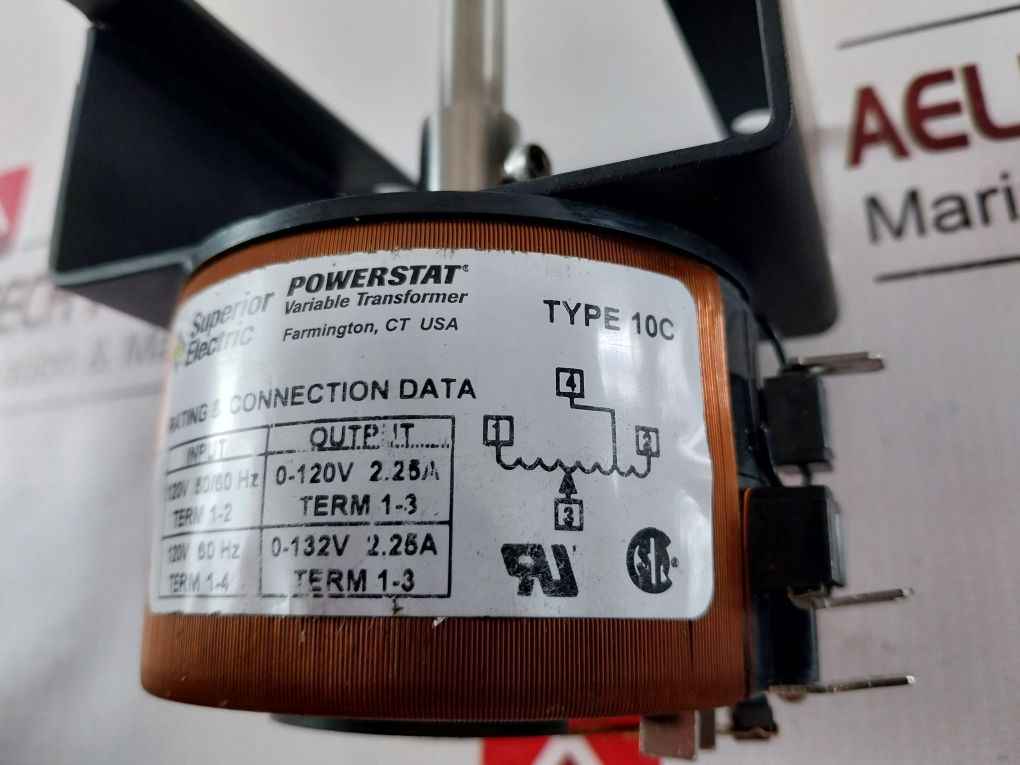 Superior
Electric
POWERSTAT®
Variable Transformer
Farmington, CT USA
TYPE 10C
RATING & CONNECTION DATA
INPUT
OUTPUT
120V 50/60 Hz
TERM 1-2
0-120V 2.25A
TERM 1-3
120V 60 Hz
TERM 1-4
0-132V 2.25A
TERM 1-3
4
1
2
3
AEL
Mari